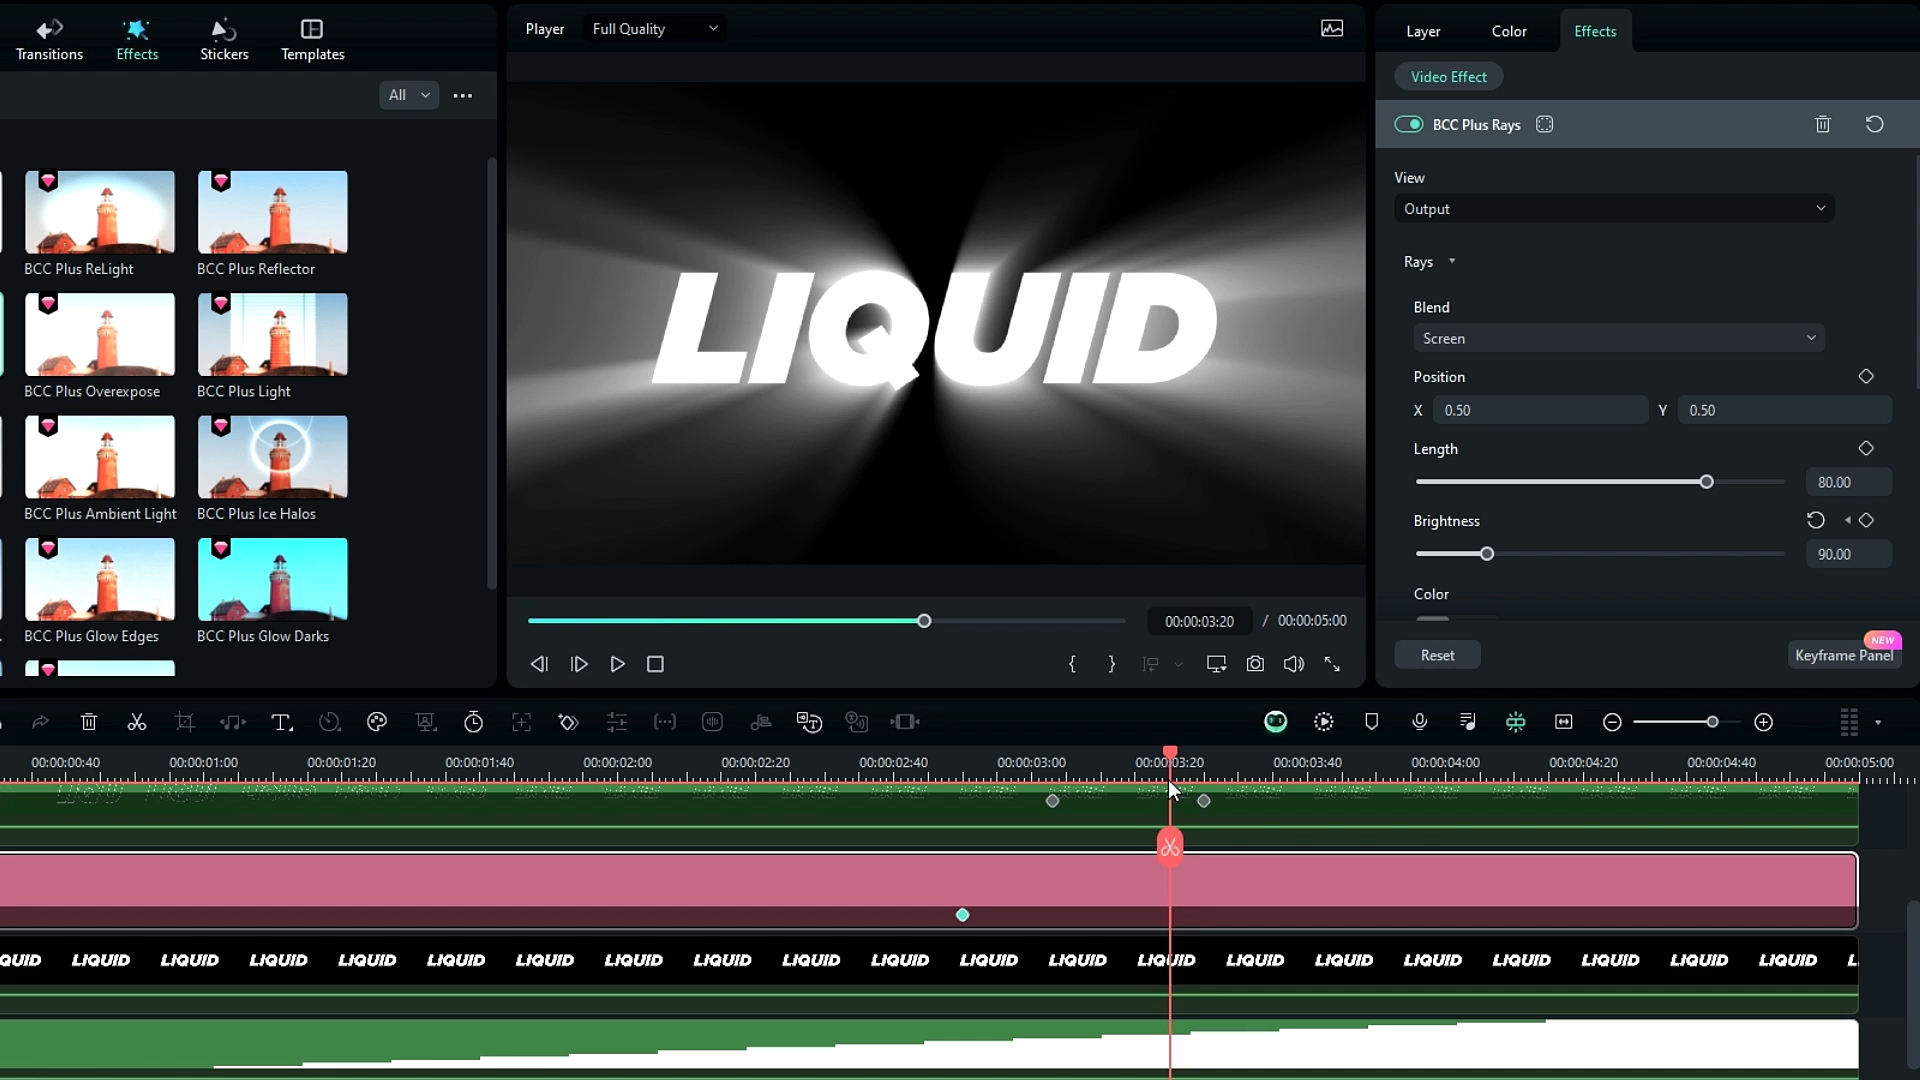 Transitions
Effects
Stickers
Templates
All
BCC Plus ReLight
BCC Plus Reflector
BCC Plus Overexpose
BCC Plus Light
BCC Plus Ambient Light
BCC Plus Ice Halos
BCC Plus Glow Edges
BCC Plus Glow Darks
Player
Full Quality
LIQUID
00:00:03:20 / 00:00:05:00
Layer
Color
Effects
Video Effect
BCC Plus Rays
View
Output
Rays
Blend
Screen
Position
X 0.50 Y 0.50
Length
80.00
Brightness
90.00
Color
Reset
NEW
Keyframe Panel
00:00:00:40 00:00:01:00 00:00:01:20 00:00:01:40 00:00:02:00 00:00:02:20 00:00:02:40 00:00:03:00 00:00:03:20 00:00:03:40 00:00:04:00 00:00:04:20 00:00:04:40 00:00:05:00
QUID LIQUID LIQUID LIQUID LIQUID LIQUID LIQUID LIQUID LIQUID LIQUID LIQUID LIQUID LIQUID LIQUID LIQUID LIQUID LIQUID LIQUID LIQUID LIQUID LIQUID L